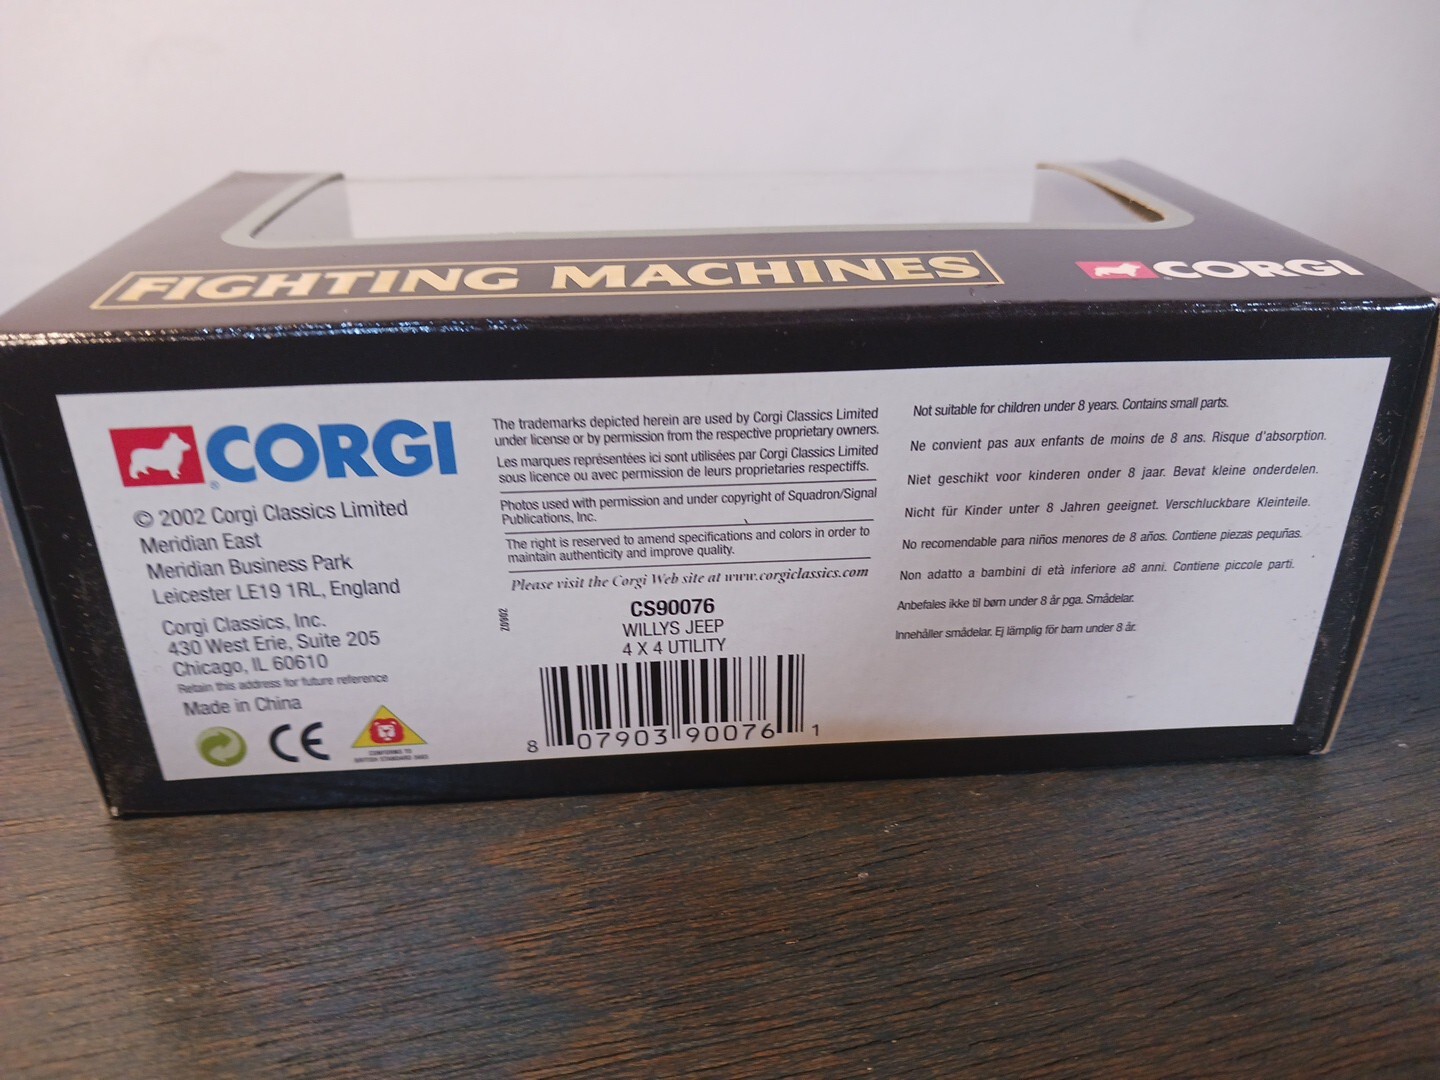 FIGHTING MACHINES
CORGI
CORGI
© 2002 Corgi Classics Limited
Meridian East
Meridian Business Park
Leicester LE19 1RL, England
Corgi Classics, Inc.
430 West Erie, Suite 205
Chicago, IL 60610
Retain this address for future reference
Made in China
CE
CONFORMS TO
BRITISH STANDARD
The trademarks depicted herein are used by Corgi Classics Limited
under license or by permission from the respective proprietary owners.
Les marques représentées ici sont utilisées par Corgi Classics Limited
sous licence ou avec permission de leurs proprietaries respectiffs.
Photos used with permission and under copyright of Squadron/Signal
Publications, Inc.
The right is reserved to amend specifications and colors in order to
maintain authenticity and improve quality.
Please visit the Corgi Web site at www.corgiclassics.com
Z0902
CS90076
WILLYS JEEP
4 X 4 UTILITY
8 07903 90076 1
Not suitable for children under 8 years. Contains small parts.
Ne convient pas aux enfants de moins de 8 ans. Risque d'absorption.
Niet geschikt voor kinderen onder 8 jaar. Bevat kleine onderdelen.
Nicht für Kinder unter 8 Jahren geeignet. Verschluckbare Kleinteile.
No recomendable para niños menores de 8 años. Contiene piezas pequñas.
Non adatto a bambini di età inferiore a8 anni. Contiene piccole parti.
Anbefales ikke til børn under 8 år pga. Smådelar.
Innehåller smådelar. Ej lämplig för barn under 8 år.